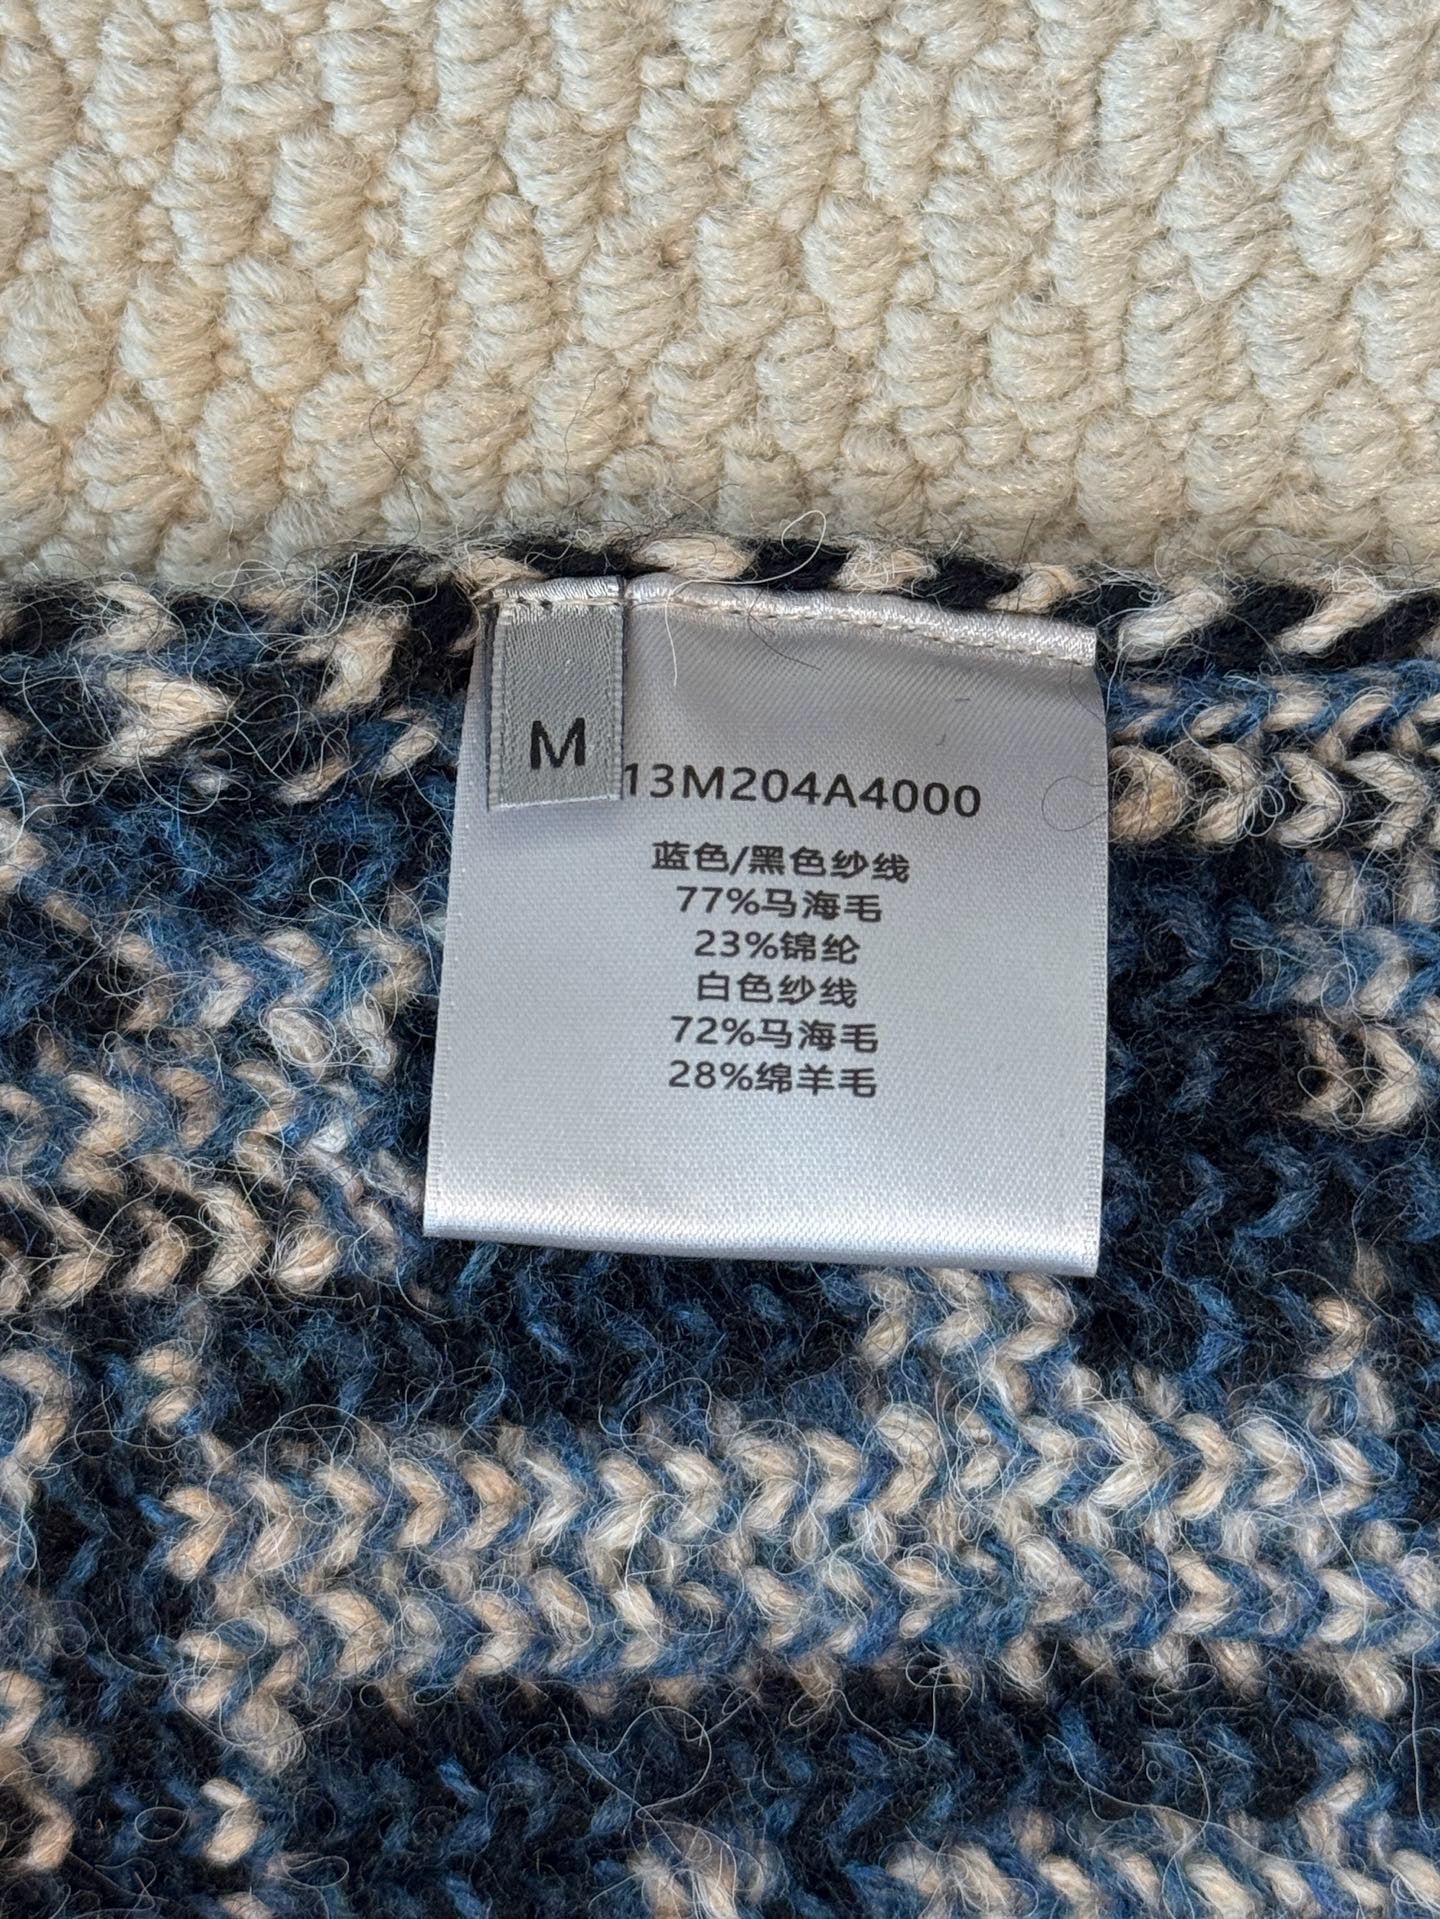 M
13M204A4000
蓝色/黑色纱线
77%马海毛
23%锦纶
白色纱线
72%马海毛
28%绵羊毛